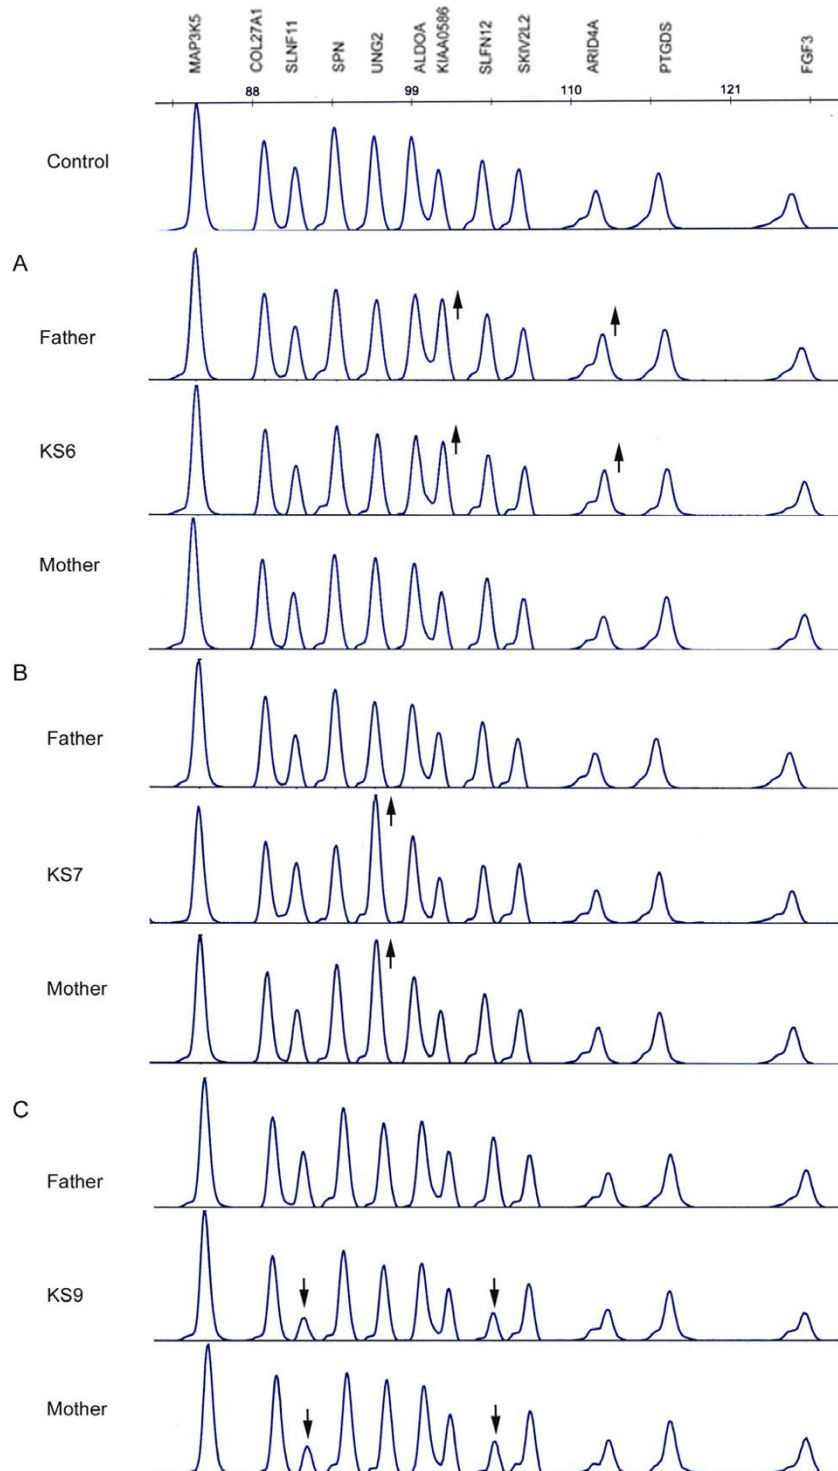 MAP3K5
COL27A1
SLNF11
SPN
UNG2
ALDOA
KIAA0586
SLFN12
SKIV2L2
ARID4A
PTGDS
FGF3
88 99 110 121
Control
A
Father
KS6
Mother
B
Father
KS7
Mother
C
Father
KS9
Mother